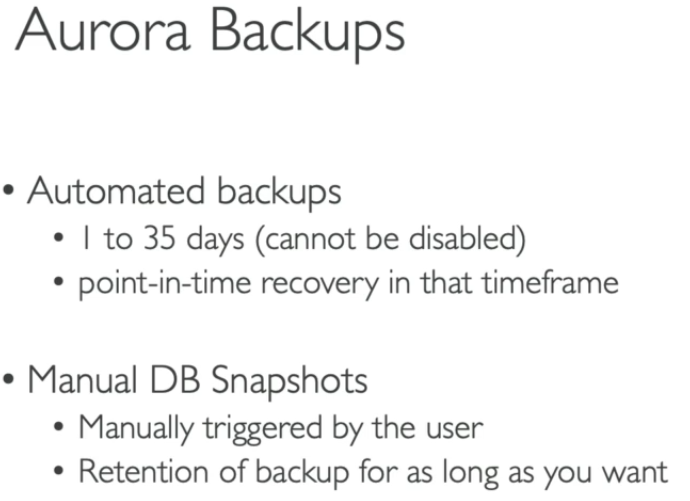 Aurora Backups
• Automated backups
• 1 to 35 days (cannot be disabled)
• point-in-time recovery in that timeframe
• Manual DB Snapshots
• Manually triggered by the user
• Retention of backup for as long as you want